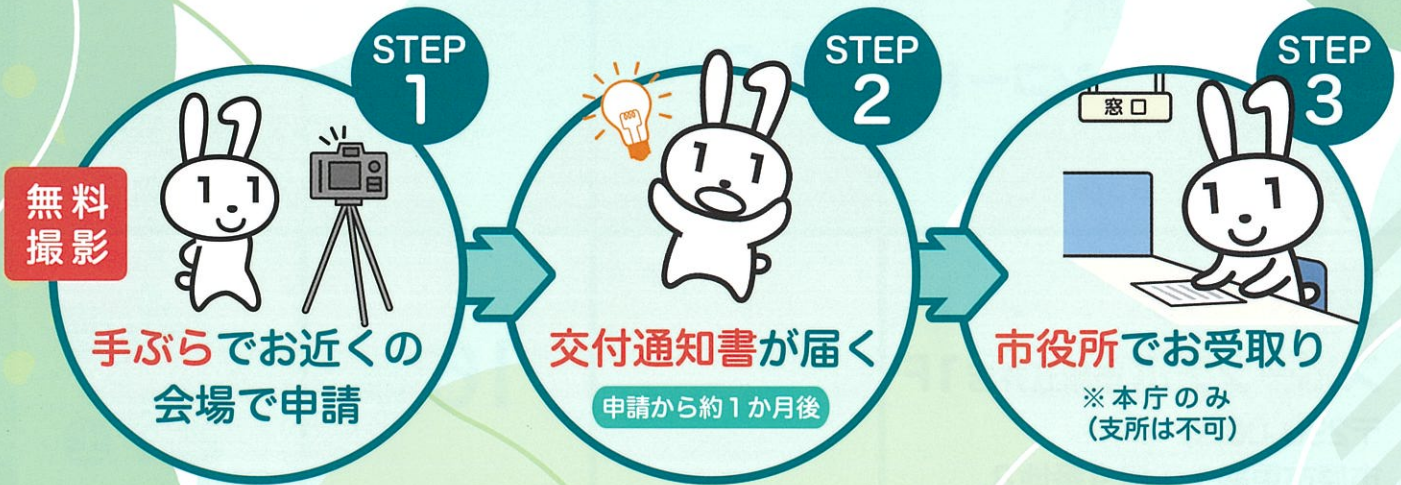 STEP
1
無料
撮影
手ぶらでお近くの
会場で申請
STEP
2
交付通知書が届く
申請から約1か月後
STEP
3
窓口
市役所でお受取り
※本庁のみ
(支所は不可)